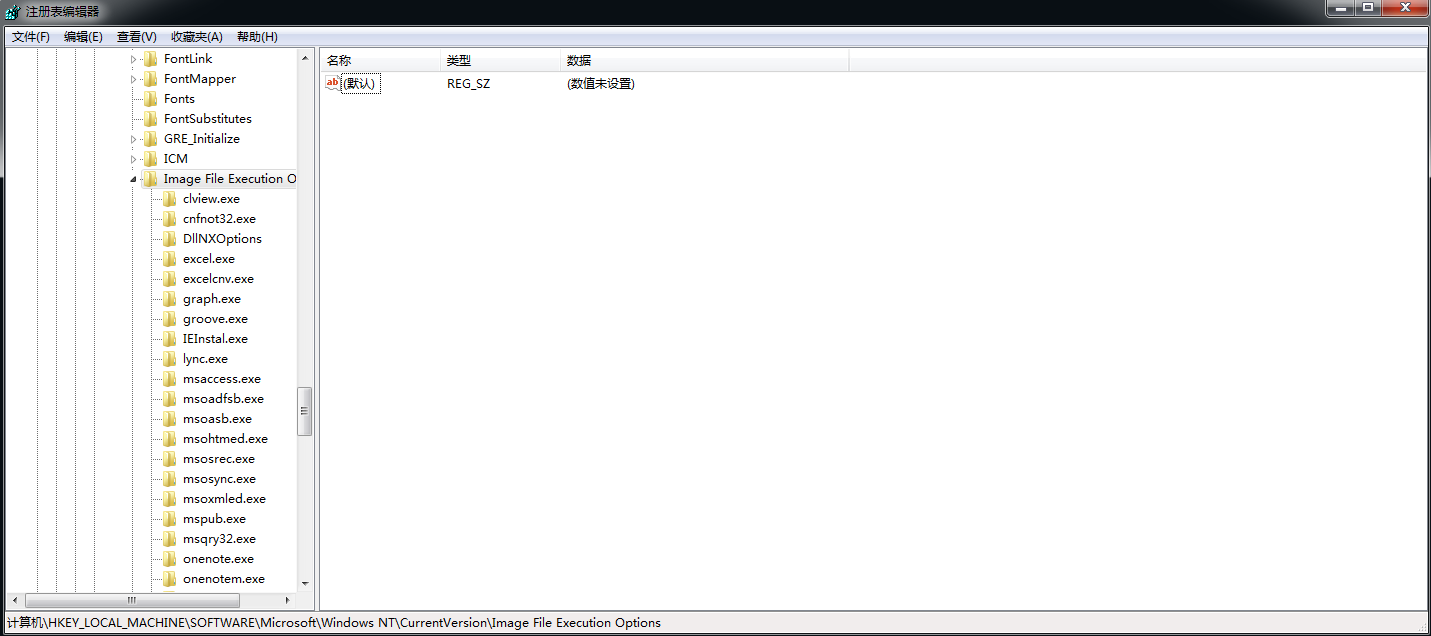 注册表编辑器
文件(F) 编辑(E) 查看(V) 收藏夹(A) 帮助(H)
FontLink
FontMapper
Fonts
FontSubstitutes
GRE_Initialize
ICM
Image File Execution O
clview.exe
cnfnot32.exe
DllNXOptions
excel.exe
excelcnv.exe
graph.exe
groove.exe
IEInstal.exe
lync.exe
msaccess.exe
msoadfsb.exe
msoasb.exe
msohtmed.exe
msosrec.exe
msosync.exe
msoxmled.exe
mspub.exe
msqry32.exe
onenote.exe
onenotem.exe
名称 类型 数据
ab (默认) REG_SZ (数值未设置)
计算机\HKEY_LOCAL_MACHINE\SOFTWARE\Microsoft\Windows NT\CurrentVersion\Image File Execution Options